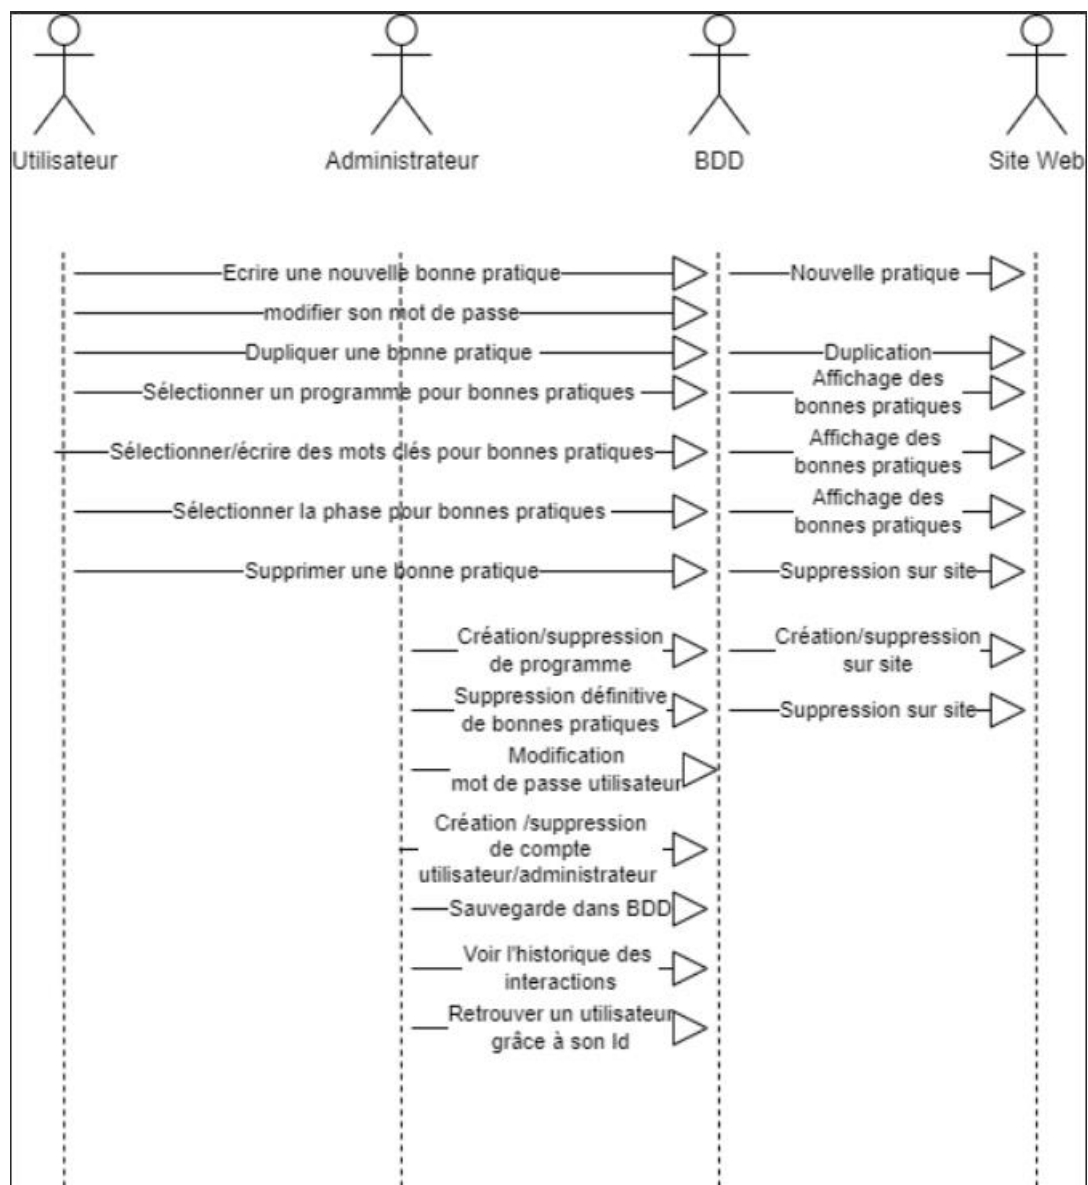 Utilisateur
Administrateur
BDD
Site Web
Ecrire une nouvelle bonne pratique
Nouvelle pratique
modifier son mot de passe
Dupliquer une bonne pratique
Duplication
Sélectionner un programme pour bonnes pratiques
Affichage des
bonnes pratiques
Sélectionner/écrire des mots clés pour bonnes pratiques
Affichage des
bonnes pratiques
Sélectionner la phase pour bonnes pratiques
Affichage des
bonnes pratiques
Supprimer une bonne pratique
Suppression sur site
Création/suppression
de programme
Création/suppression
sur site
Suppression définitive
de bonnes pratiques
Suppression sur site
Modification
mot de passe utilisateur
Création /suppression
de compte
utilisateur/administrateur
Sauvegarde dans BDD
Voir l'historique des
interactions
Retrouver un utilisateur
grâce à son Id